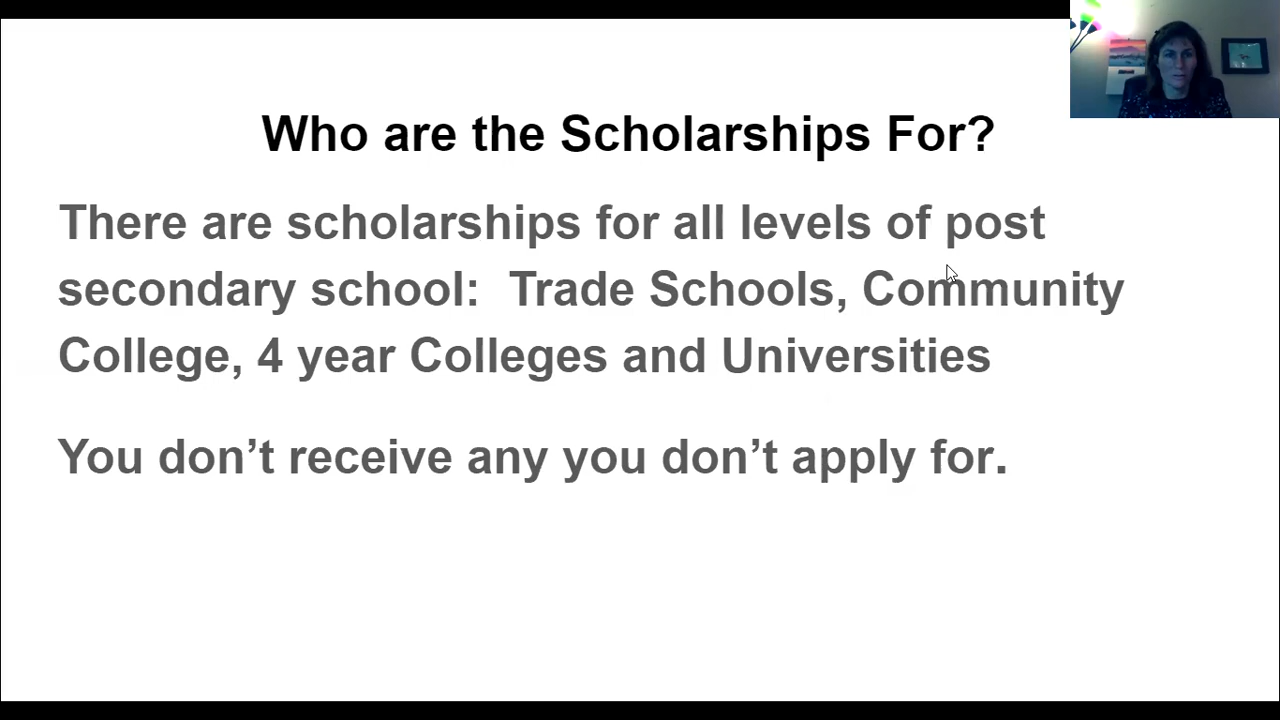 Who are the Scholarships For?
There are scholarships for all levels of post
secondary school:  Trade Schools, Community
College, 4 year Colleges and Universities
You don’t receive any you don’t apply for.